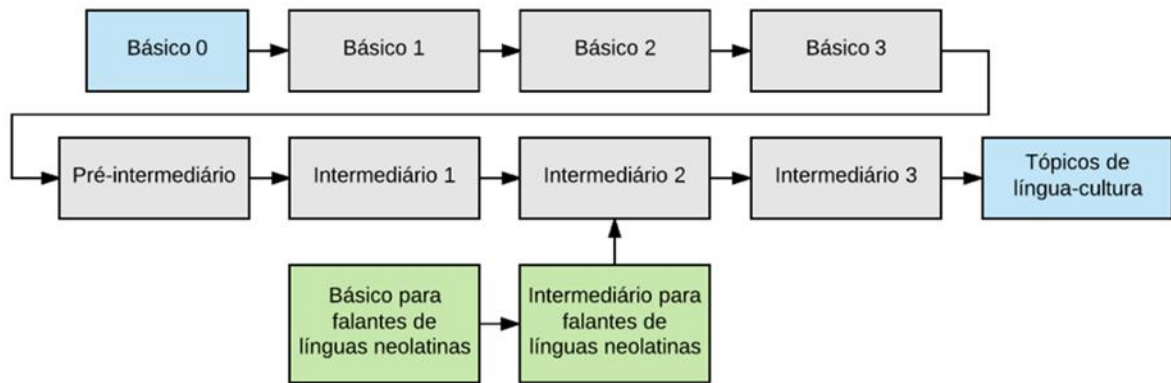 Básico 0
Básico 1
Básico 2
Básico 3
Pré-intermediário
Intermediário 1
Intermediário 2
Intermediário 3
Tópicos de
língua-cultura
Básico para
falantes de
línguas neolatinas
Intermediário para
falantes de
línguas neolatinas